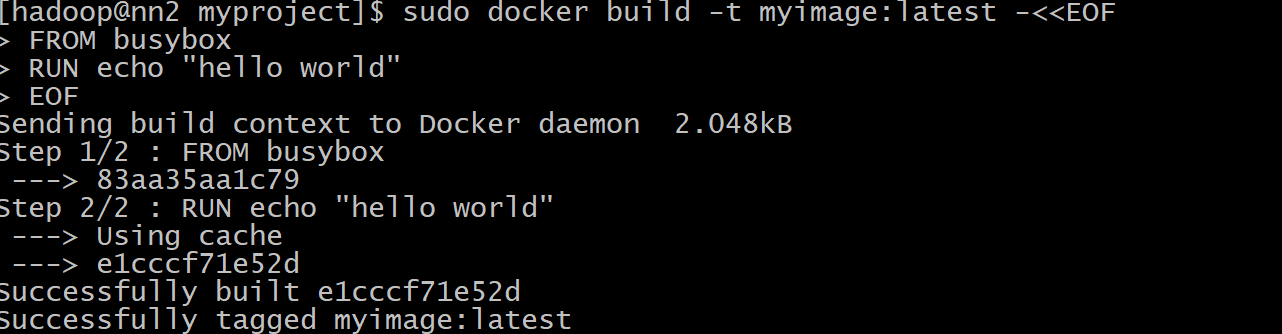 [hadoop@nn2 myproject]$ sudo docker build -t myimage:latest -<<EOF
> FROM busybox
> RUN echo "hello world"
> EOF
Sending build context to Docker daemon  2.048kB
Step 1/2 : FROM busybox
 ---> 83aa35aa1c79
Step 2/2 : RUN echo "hello world"
 ---> Using cache
 ---> e1cccf71e52d
Successfully built e1cccf71e52d
Successfully tagged myimage:latest